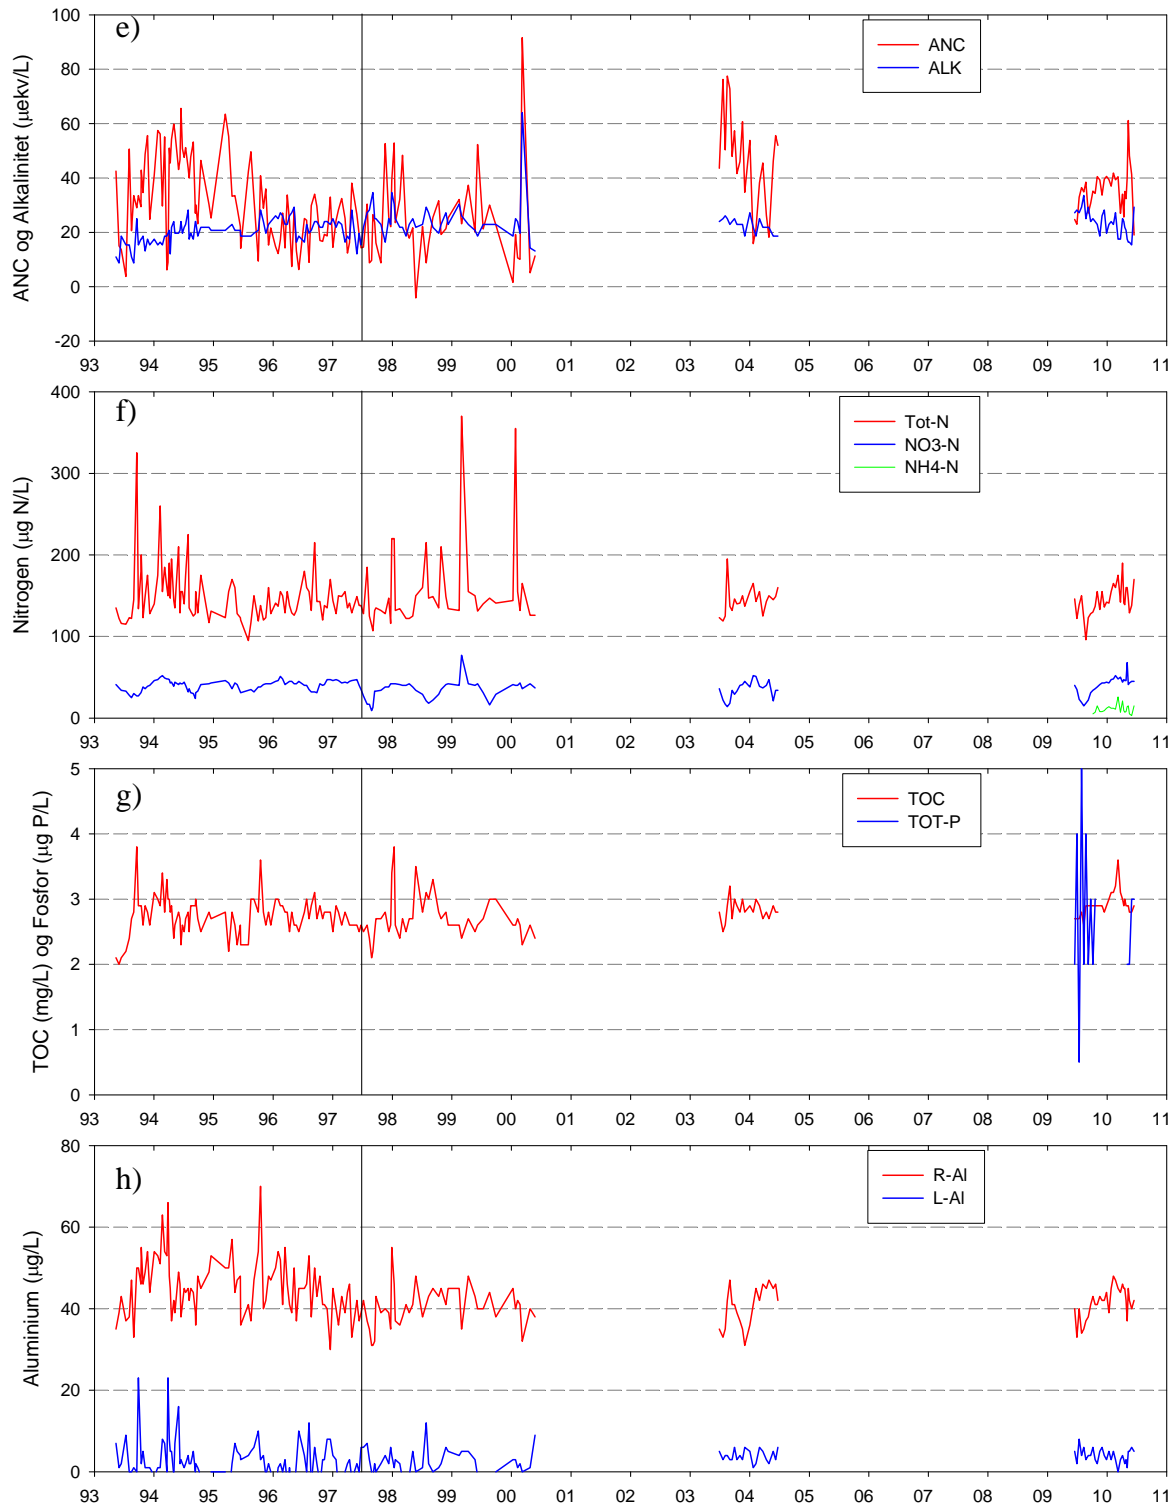 e)
ANC og Alkalinitet (µekv/L)
100
80
60
40
20
0
-20
ANC
ALK
93 94 95 96 97 98 99 00 01 02 03 04 05 06 07 08 09 10 11
f)
Nitrogen (µg N/L)
400
300
200
100
0
Tot-N
NO3-N
NH4-N
93 94 95 96 97 98 99 00 01 02 03 04 05 06 07 08 09 10 11
g)
TOC (mg/L) og Fosfor (µg P/L)
5
4
3
2
1
0
TOC
TOT-P
93 94 95 96 97 98 99 00 01 02 03 04 05 06 07 08 09 10 11
h)
Aluminium (µg/L)
80
60
40
20
0
R-Al
L-Al
93 94 95 96 97 98 99 00 01 02 03 04 05 06 07 08 09 10 11